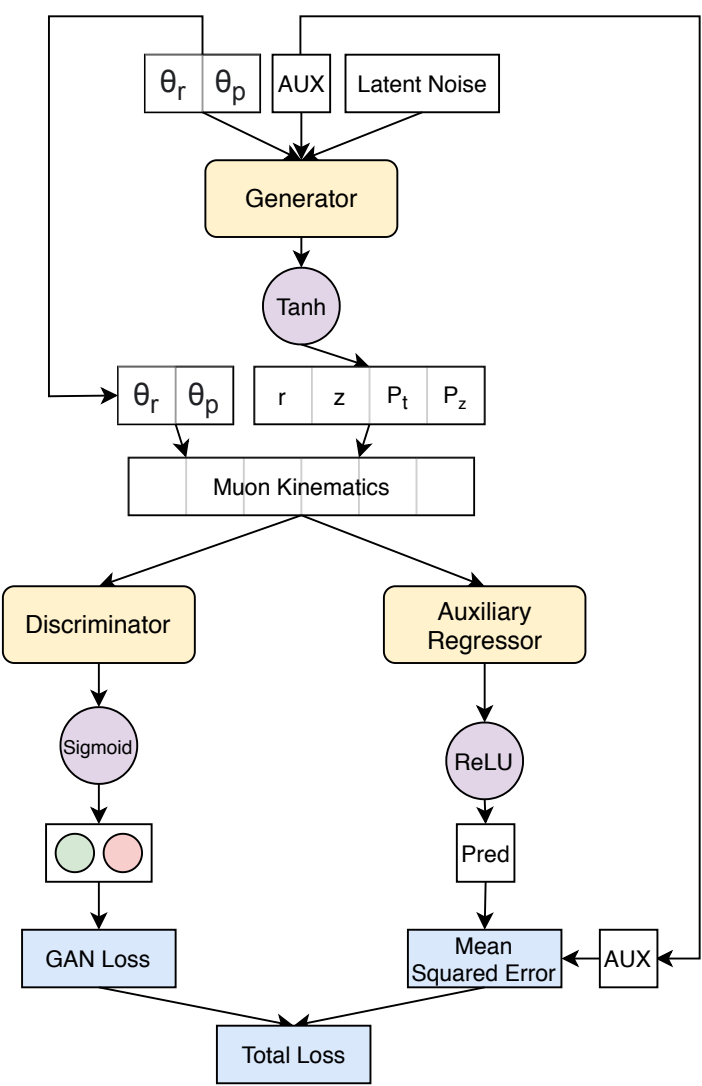 θr θp AUX Latent Noise
Generator
Tanh
θr θp r z Pt Pz
Muon Kinematics
Discriminator
Auxiliary
Regressor
Sigmoid
ReLU
Pred
GAN Loss
Mean
Squared Error
AUX
Total Loss